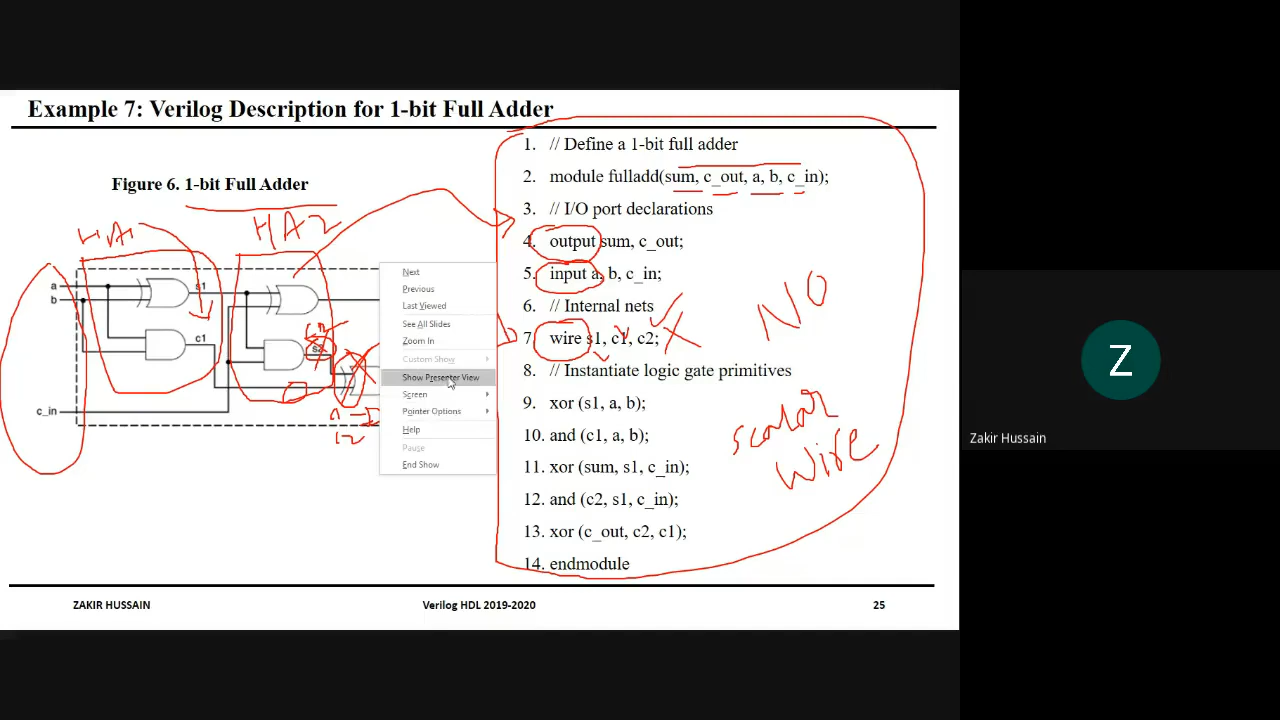 Example 7: Verilog Description for 1-bit Full Adder
Figure 6. 1-bit Full Adder
HA1
HA2
a
b
c_in
s1
c1
Next
Previous
Last Viewed
See All Slides
Zoom In
Custom Show
Show Presenter View
Screen
Pointer Options
Help
Pause
End Show
1. // Define a 1-bit full adder
2. module fulladd(sum, c_out, a, b, c_in);
3. // I/O port declarations
4. output sum, c_out;
5. input a, b, c_in;
6. // Internal nets
7. wire s1, c1, c2;
8. // Instantiate logic gate primitives
9. xor (s1, a, b);
10. and (c1, a, b);
11. xor (sum, s1, c_in);
12. and (c2, s1, c_in);
13. xor (c_out, c2, c1);
14. endmodule
NO
scalar
wire
ZAKIR HUSSAIN
Verilog HDL 2019-2020
25
Z
Zakir Hussain